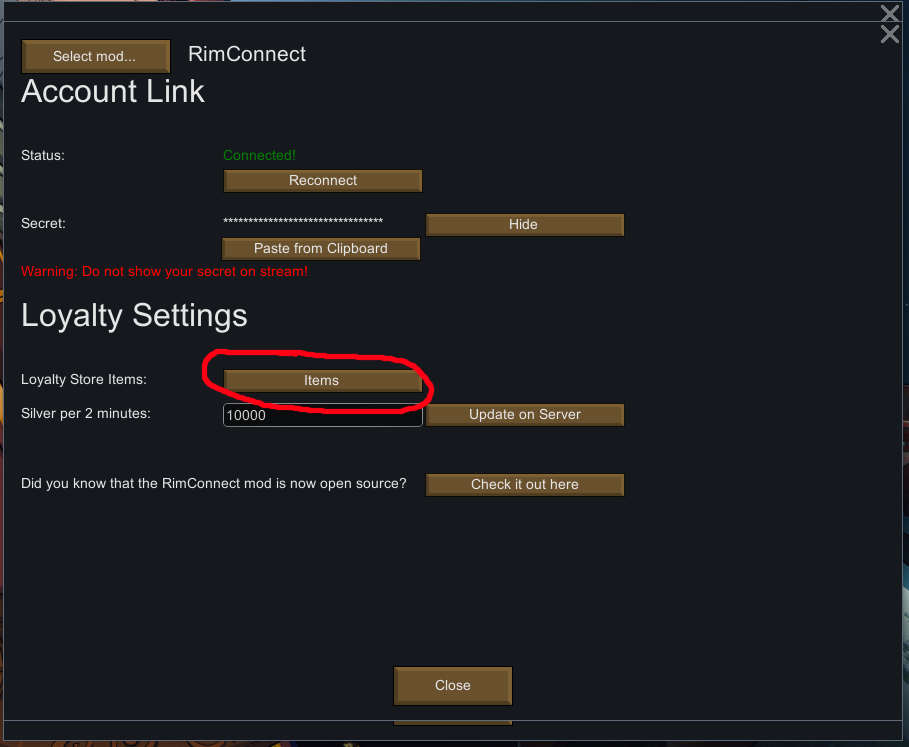 Select mod... RimConnect
Account Link
Status: Connected!
Reconnect
Secret: ******************************** Hide
Paste from Clipboard
Warning: Do not show your secret on stream!
Loyalty Settings
Loyalty Store Items: Items
Silver per 2 minutes: 10000 Update on Server
Did you know that the RimConnect mod is now open source? Check it out here
Close